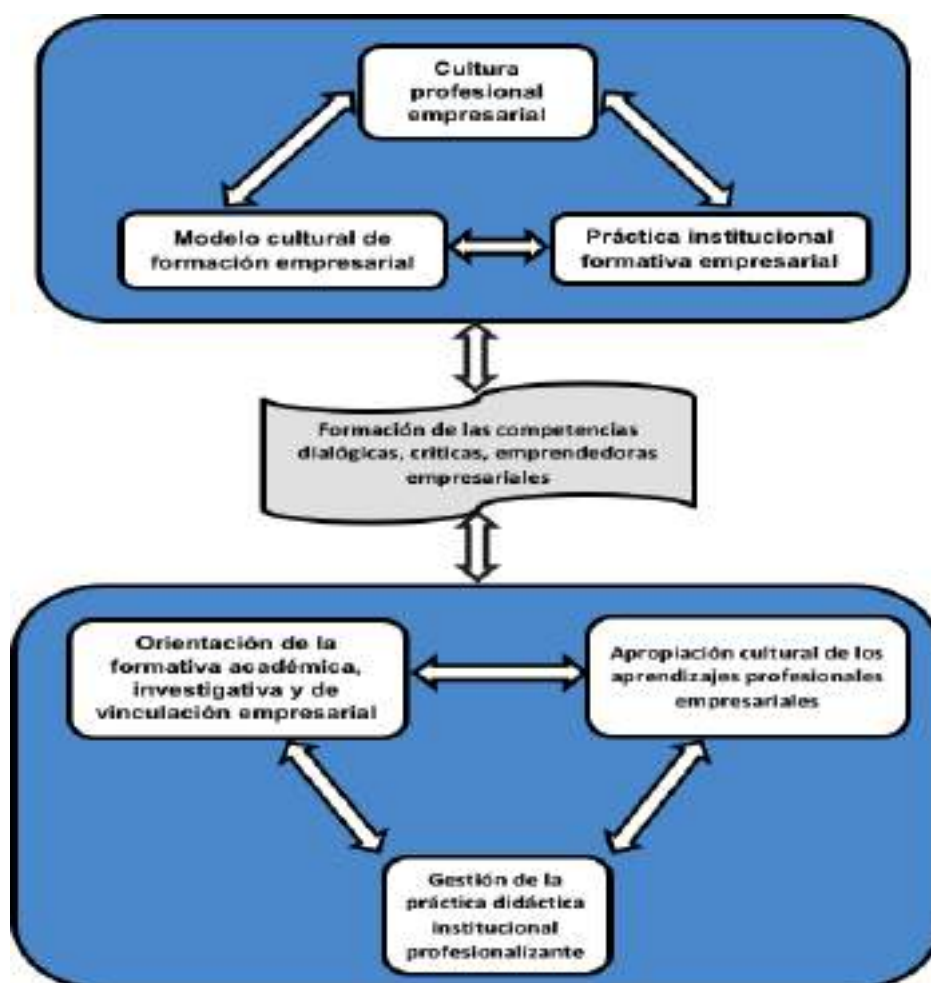 Cultura
profesional
empresarial
Modelo cultural de
formación empresarial
Práctica institucional
formativa empresarial
Formación de las competencias
dialógicas, criticas, emprendedoras
empresariales
Orientación de la
formativa académica,
investigativa y de
vinculación empresarial
Apropiación cultural de los
aprendizajes profesionales
empresariales
Gestión de la
práctica didáctica
institucional
profesionalizante